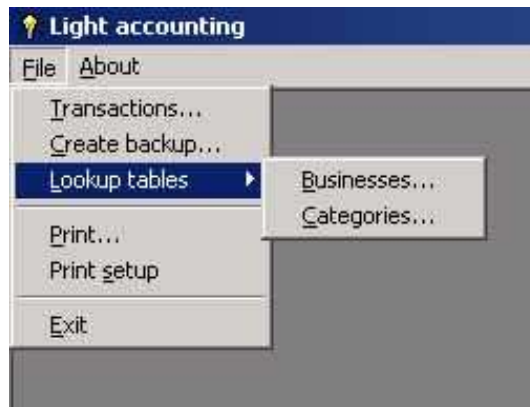 Light accounting
File About
Transactions...
Create backup...
Lookup tables
Businesses...
Categories...
Print...
Print setup
Exit